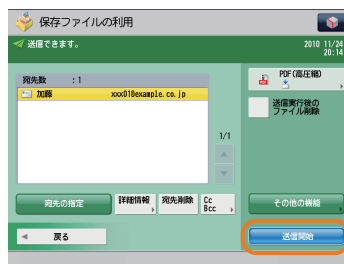 保存ファイルの利用
送信できます。
2010 11/24
20:14
宛先数 :1
加藤 xxx018example.co.jp
PDF(高圧縮)
送信実行後の
ファイル削除
1/1
宛先の指定
詳細情報
宛先削除
Cc
Bcc
その他の機能
戻る
送信開始